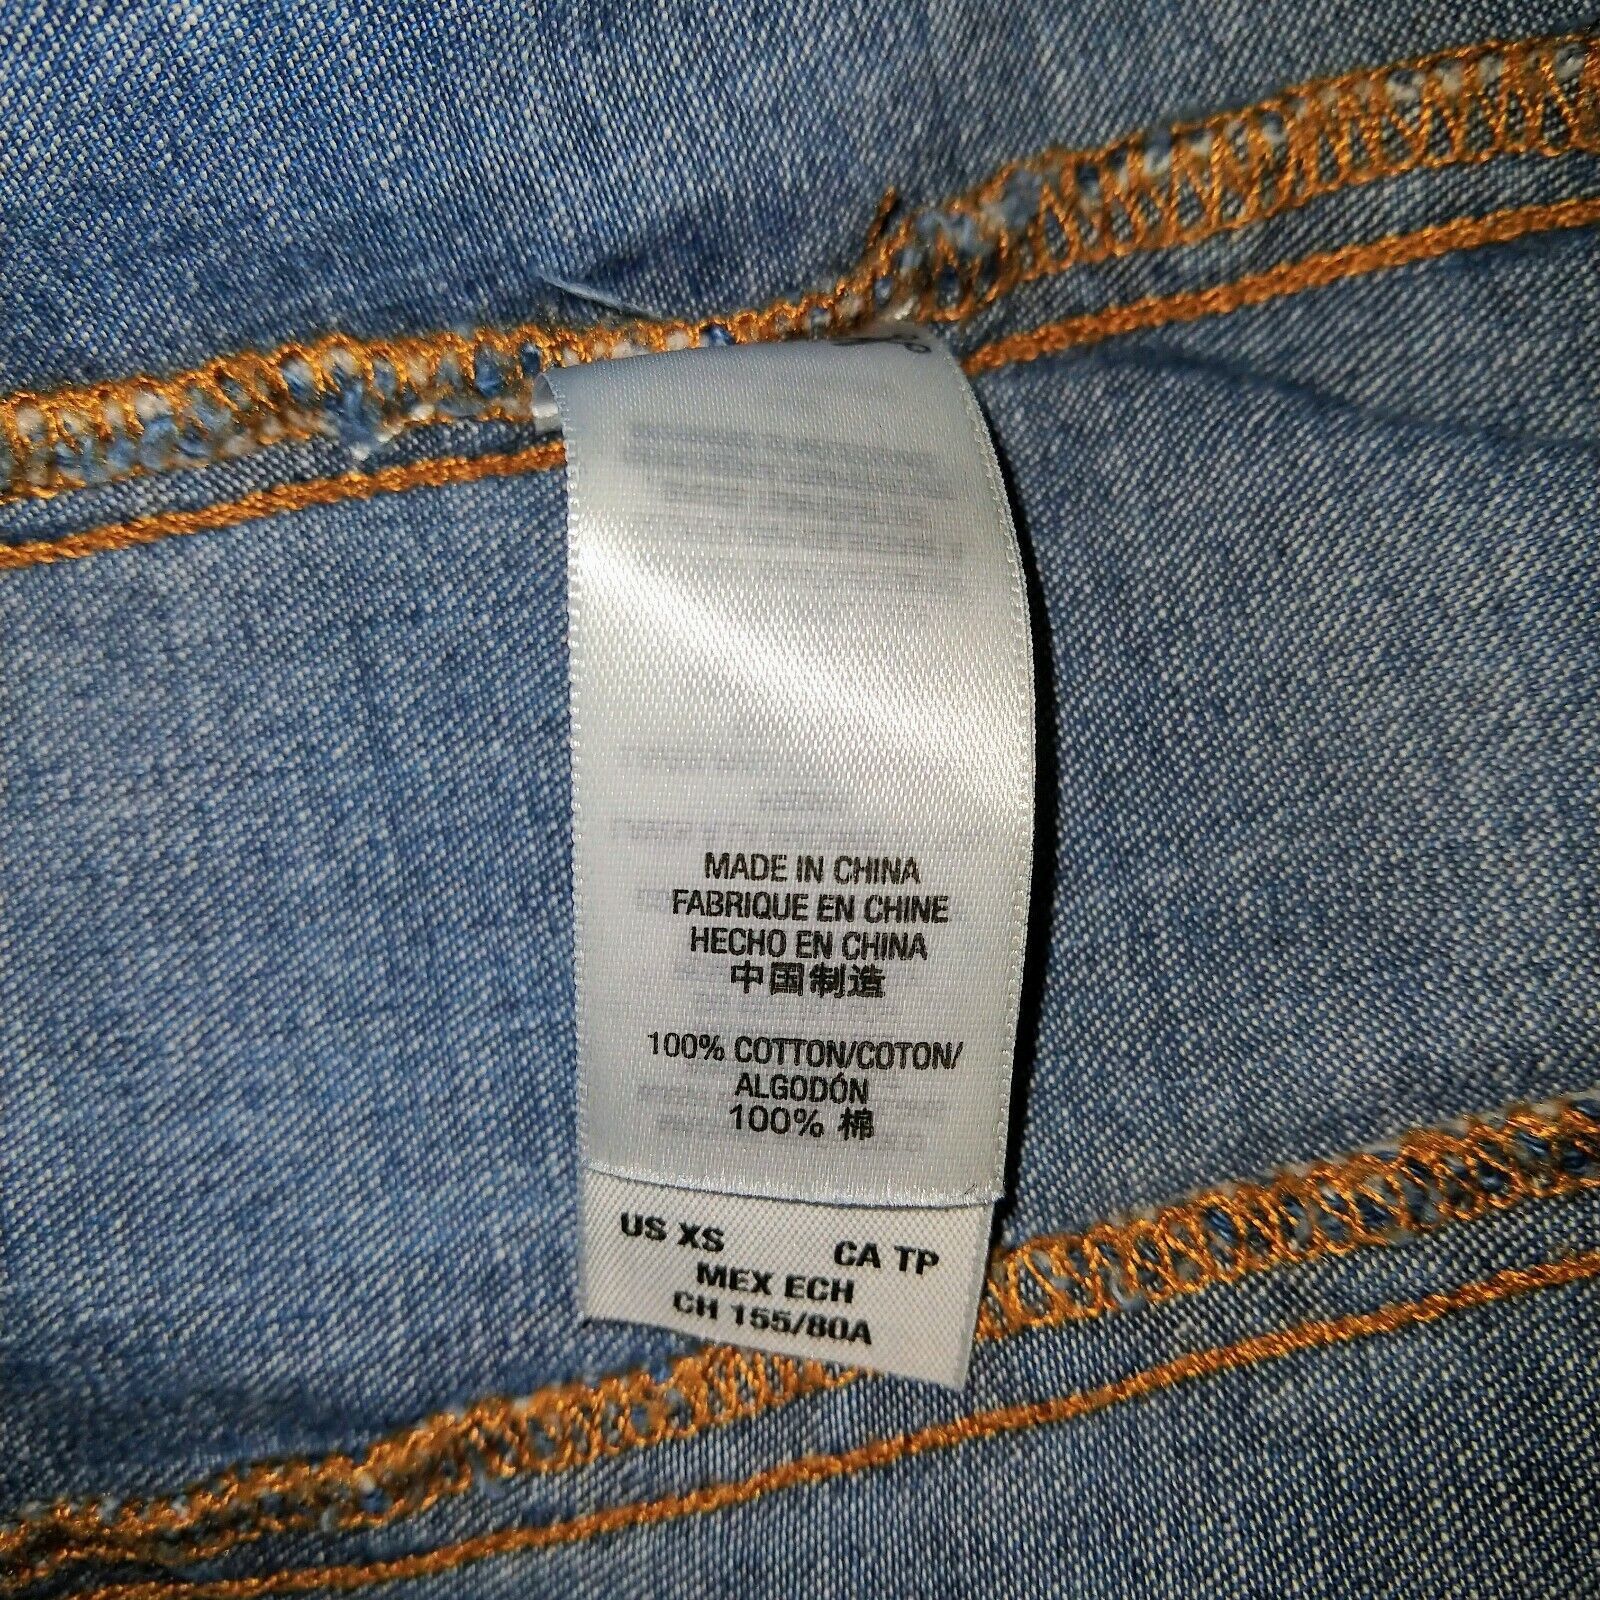 MADE IN CHINA
FABRIQUE EN CHINE
HECHO EN CHINA
中国制造
100% COTTON/COTON/
ALGODÓN
100% 棉
US XS CA TP
MEX ECH
CH 155/80A